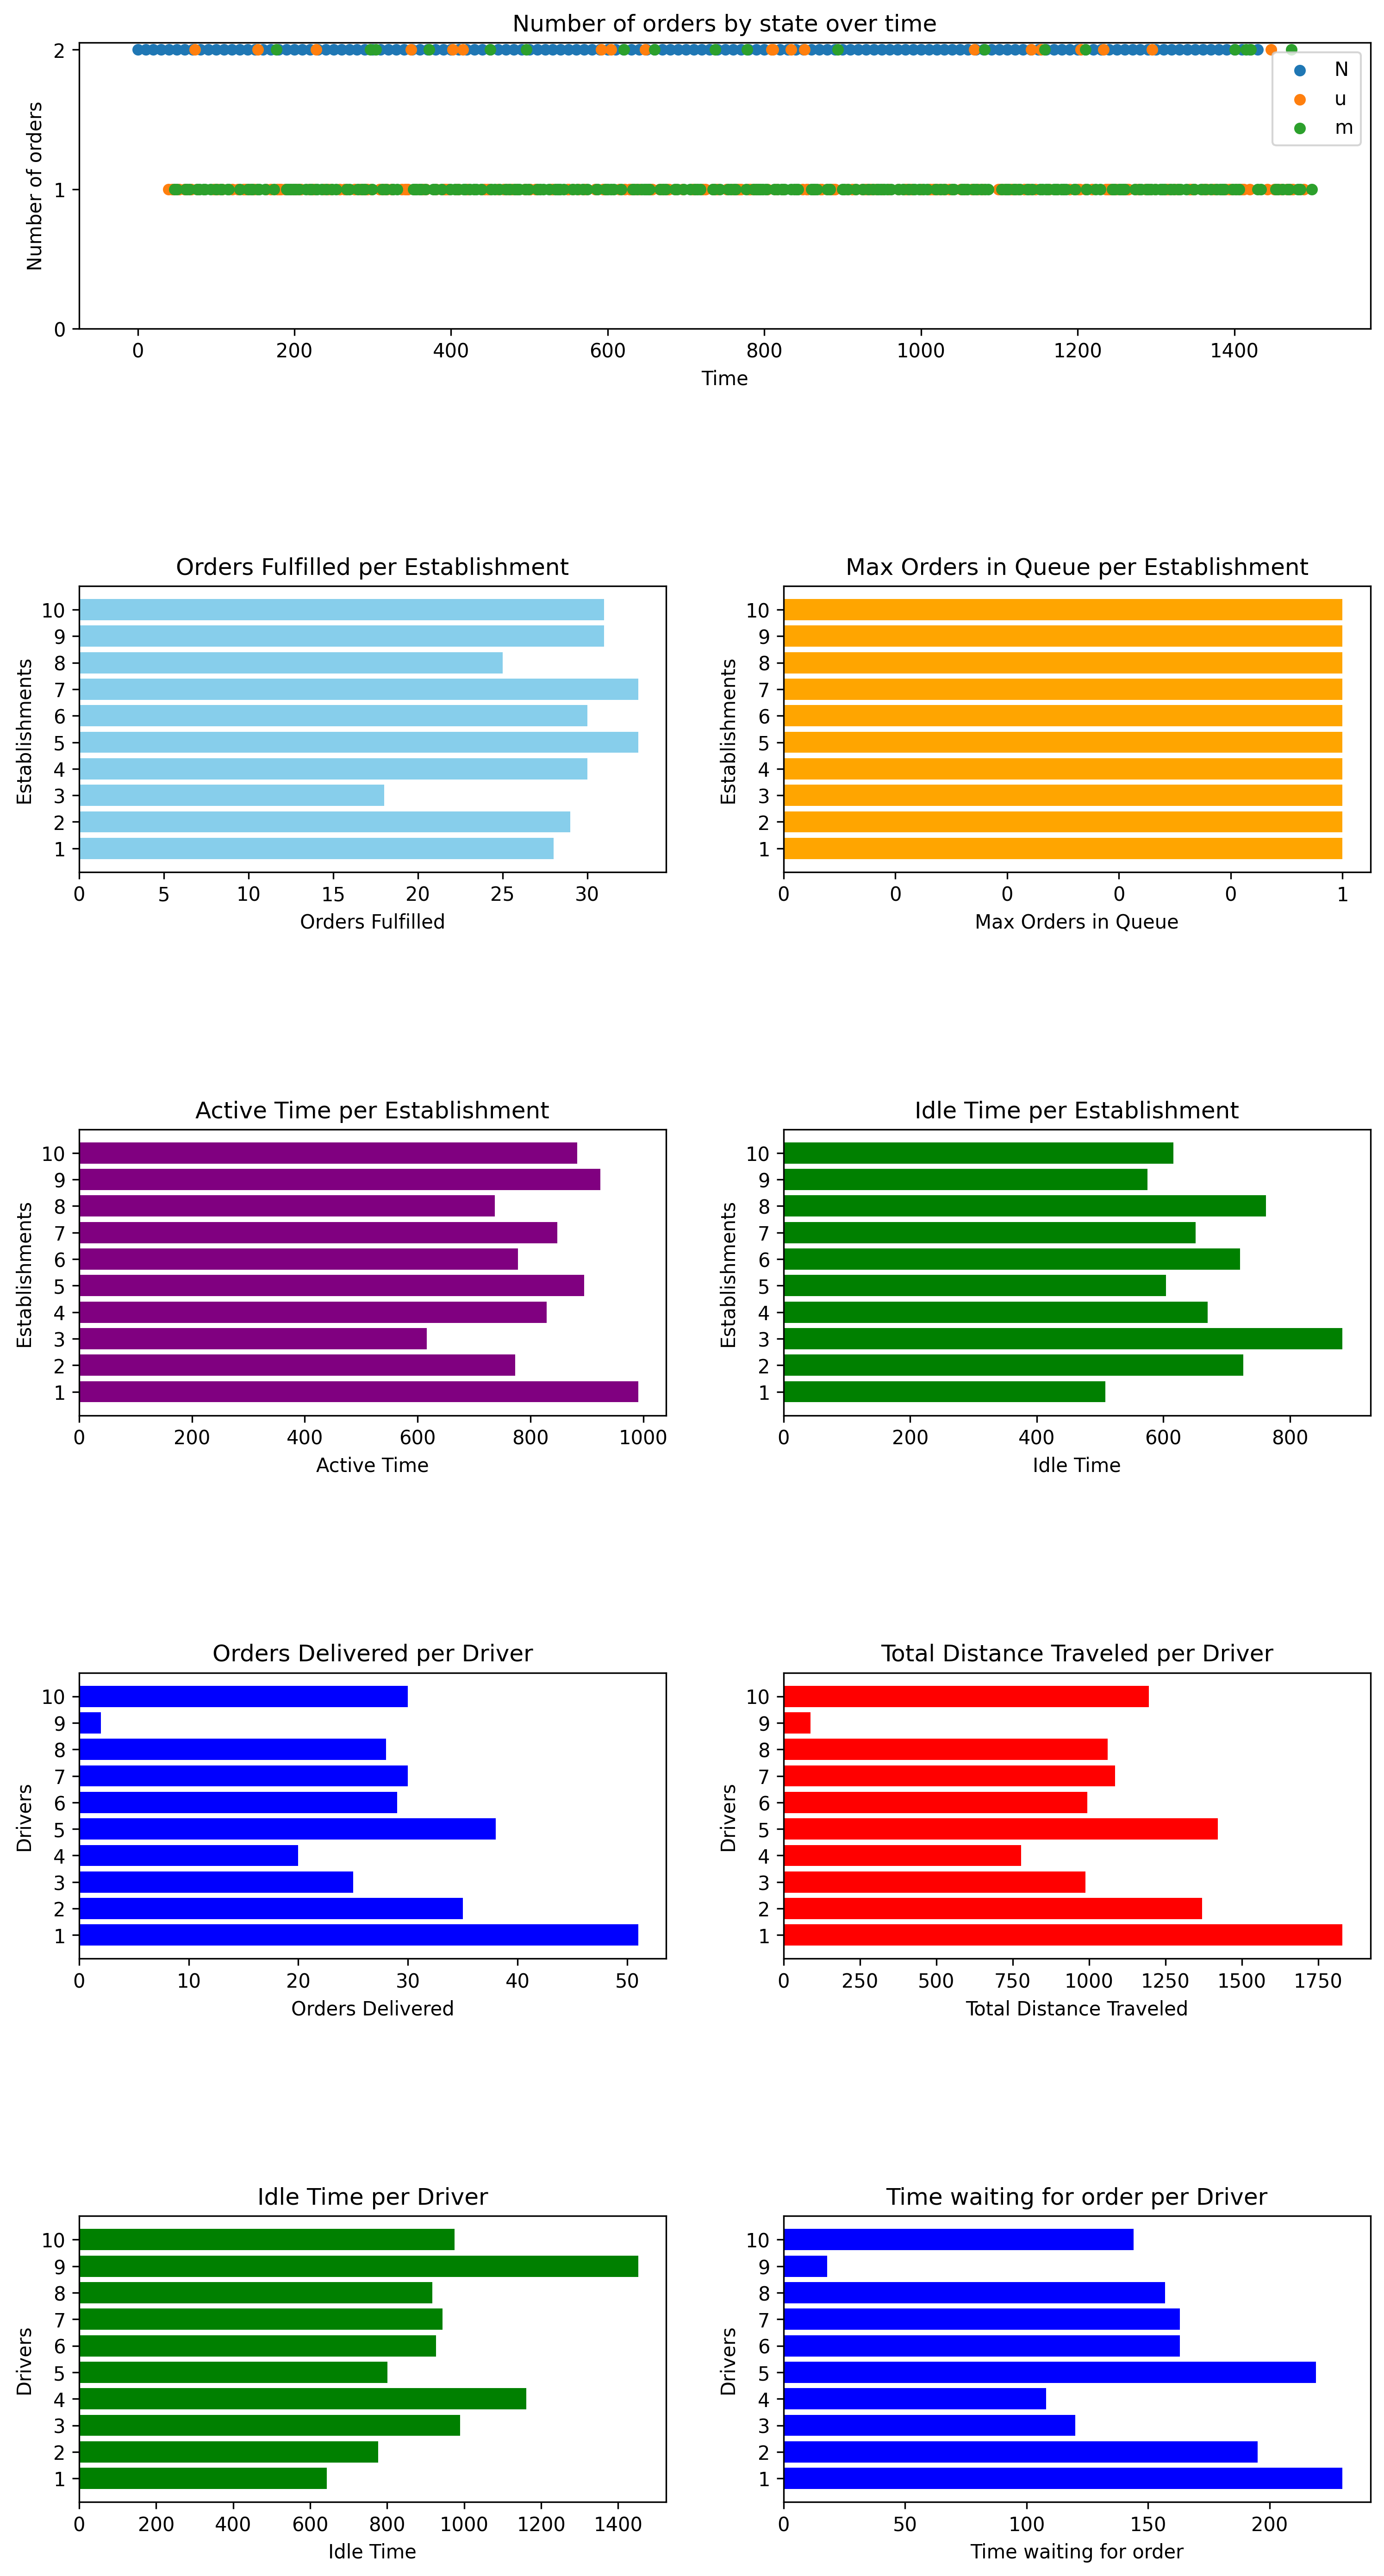 Number of orders by state over time
Number of orders
2
1
0
N
u
m
0 200 400 600 800 1000 1200 1400
Time
Orders Fulfilled per Establishment
Establishments
10
9
8
7
6
5
4
3
2
1
0 5 10 15 20 25 30
Orders Fulfilled
Max Orders in Queue per Establishment
Establishments
10
9
8
7
6
5
4
3
2
1
0 0 0 0 0 1
Max Orders in Queue
Active Time per Establishment
Establishments
10
9
8
7
6
5
4
3
2
1
0 200 400 600 800 1000
Active Time
Idle Time per Establishment
Establishments
10
9
8
7
6
5
4
3
2
1
0 200 400 600 800
Idle Time
Orders Delivered per Driver
Drivers
10
9
8
7
6
5
4
3
2
1
0 10 20 30 40 50
Orders Delivered
Total Distance Traveled per Driver
Drivers
10
9
8
7
6
5
4
3
2
1
0 250 500 750 1000 1250 1500 1750
Total Distance Traveled
Idle Time per Driver
Drivers
10
9
8
7
6
5
4
3
2
1
0 200 400 600 800 1000 1200 1400
Idle Time
Time waiting for order per Driver
Drivers
10
9
8
7
6
5
4
3
2
1
0 50 100 150 200
Time waiting for order